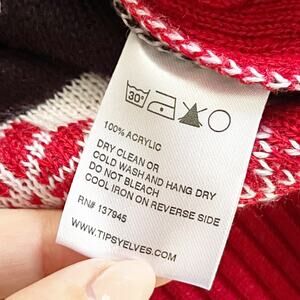 30°
100% ACRYLIC
DRY CLEAN OR
COLD WASH AND HANG DRY
DO NOT BLEACH
COOL IRON ON REVERSE SIDE
RN# 137945
WWW.TIPSYELVES.COM